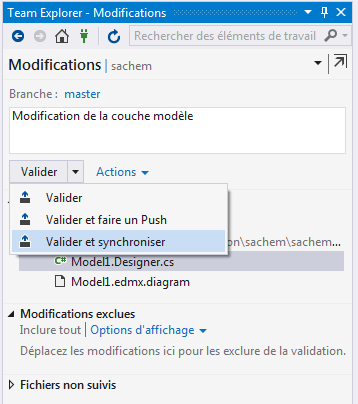 Team Explorer - Modifications
Rechercher des éléments de travail
Modifications | sachem
Branche : master
Modification de la couche modèle
Valider Actions
Valider
Valider et faire un Push
Valider et synchroniser
on\sachem\sachem...
C# Model1.Designer.cs
Model1.edmx.diagram
Modifications exclues
Inclure tout | Options d'affichage
Déplacez les modifications ici pour les exclure de la validation.
Fichiers non suivis